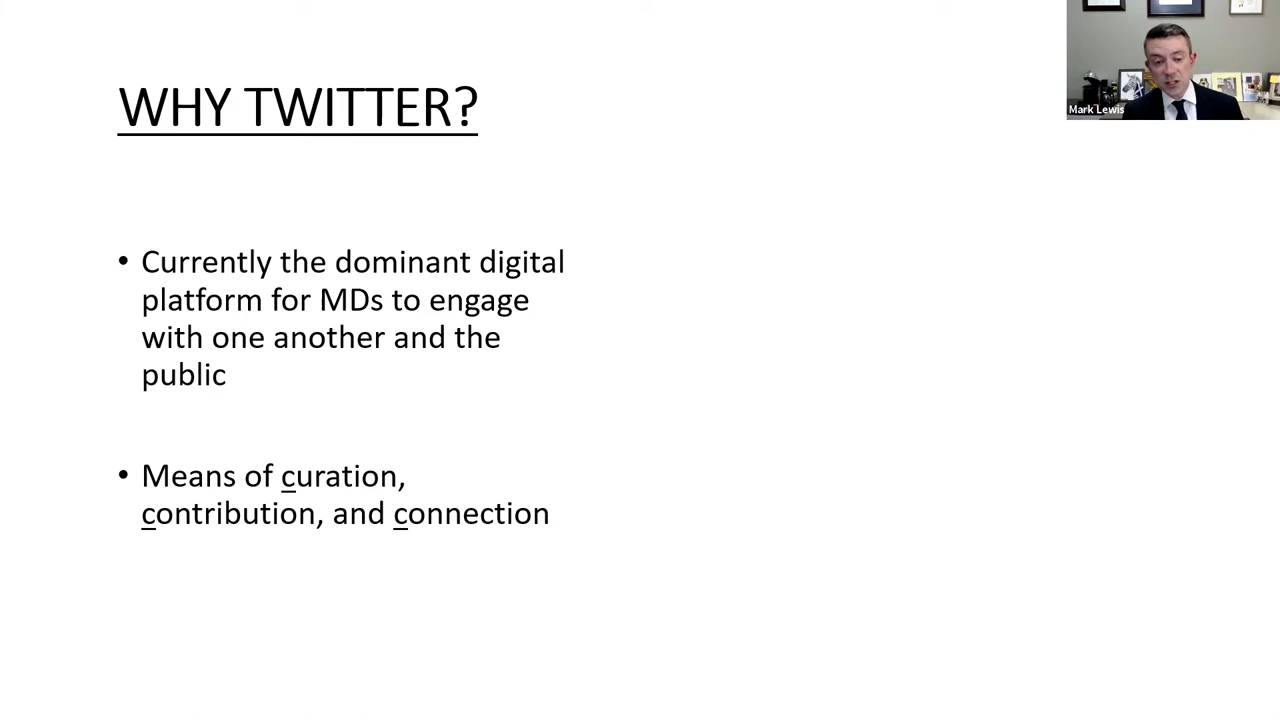 WHY TWITTER?
Mark Lewis
• Currently the dominant digital
platform for MDs to engage
with one another and the
public
• Means of curation,
contribution, and connection